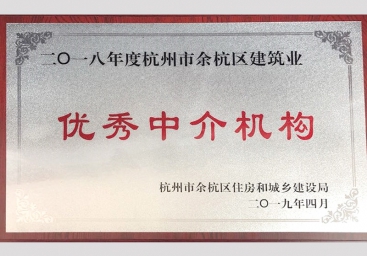 二〇一八年度杭州市余杭区建筑业
优秀中介机构
杭州市余杭区住房和城乡建设局
二〇一九年四月